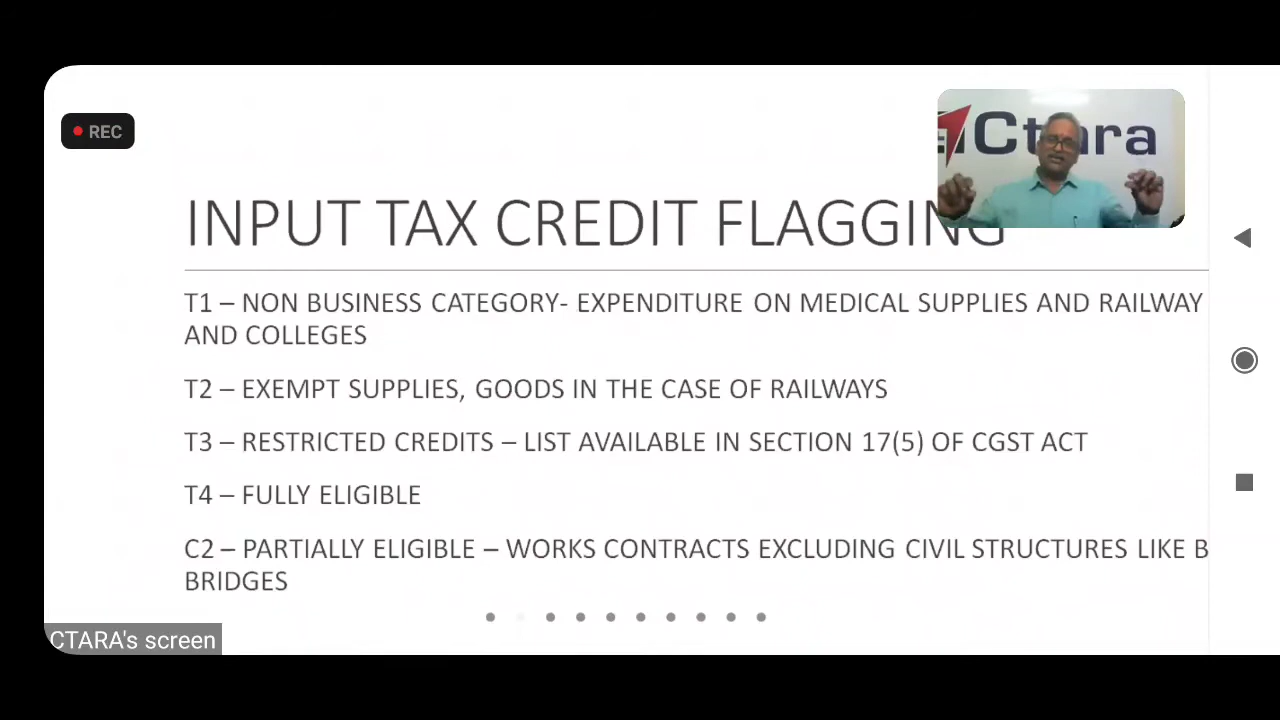 REC
Ctara
INPUT TAX CREDIT FLAGGING
T1 – NON BUSINESS CATEGORY- EXPENDITURE ON MEDICAL SUPPLIES AND RAILWAY
AND COLLEGES
T2 – EXEMPT SUPPLIES, GOODS IN THE CASE OF RAILWAYS
T3 – RESTRICTED CREDITS – LIST AVAILABLE IN SECTION 17(5) OF CGST ACT
T4 – FULLY ELIGIBLE
C2 – PARTIALLY ELIGIBLE – WORKS CONTRACTS EXCLUDING CIVIL STRUCTURES LIKE B
BRIDGES
CTARA's screen